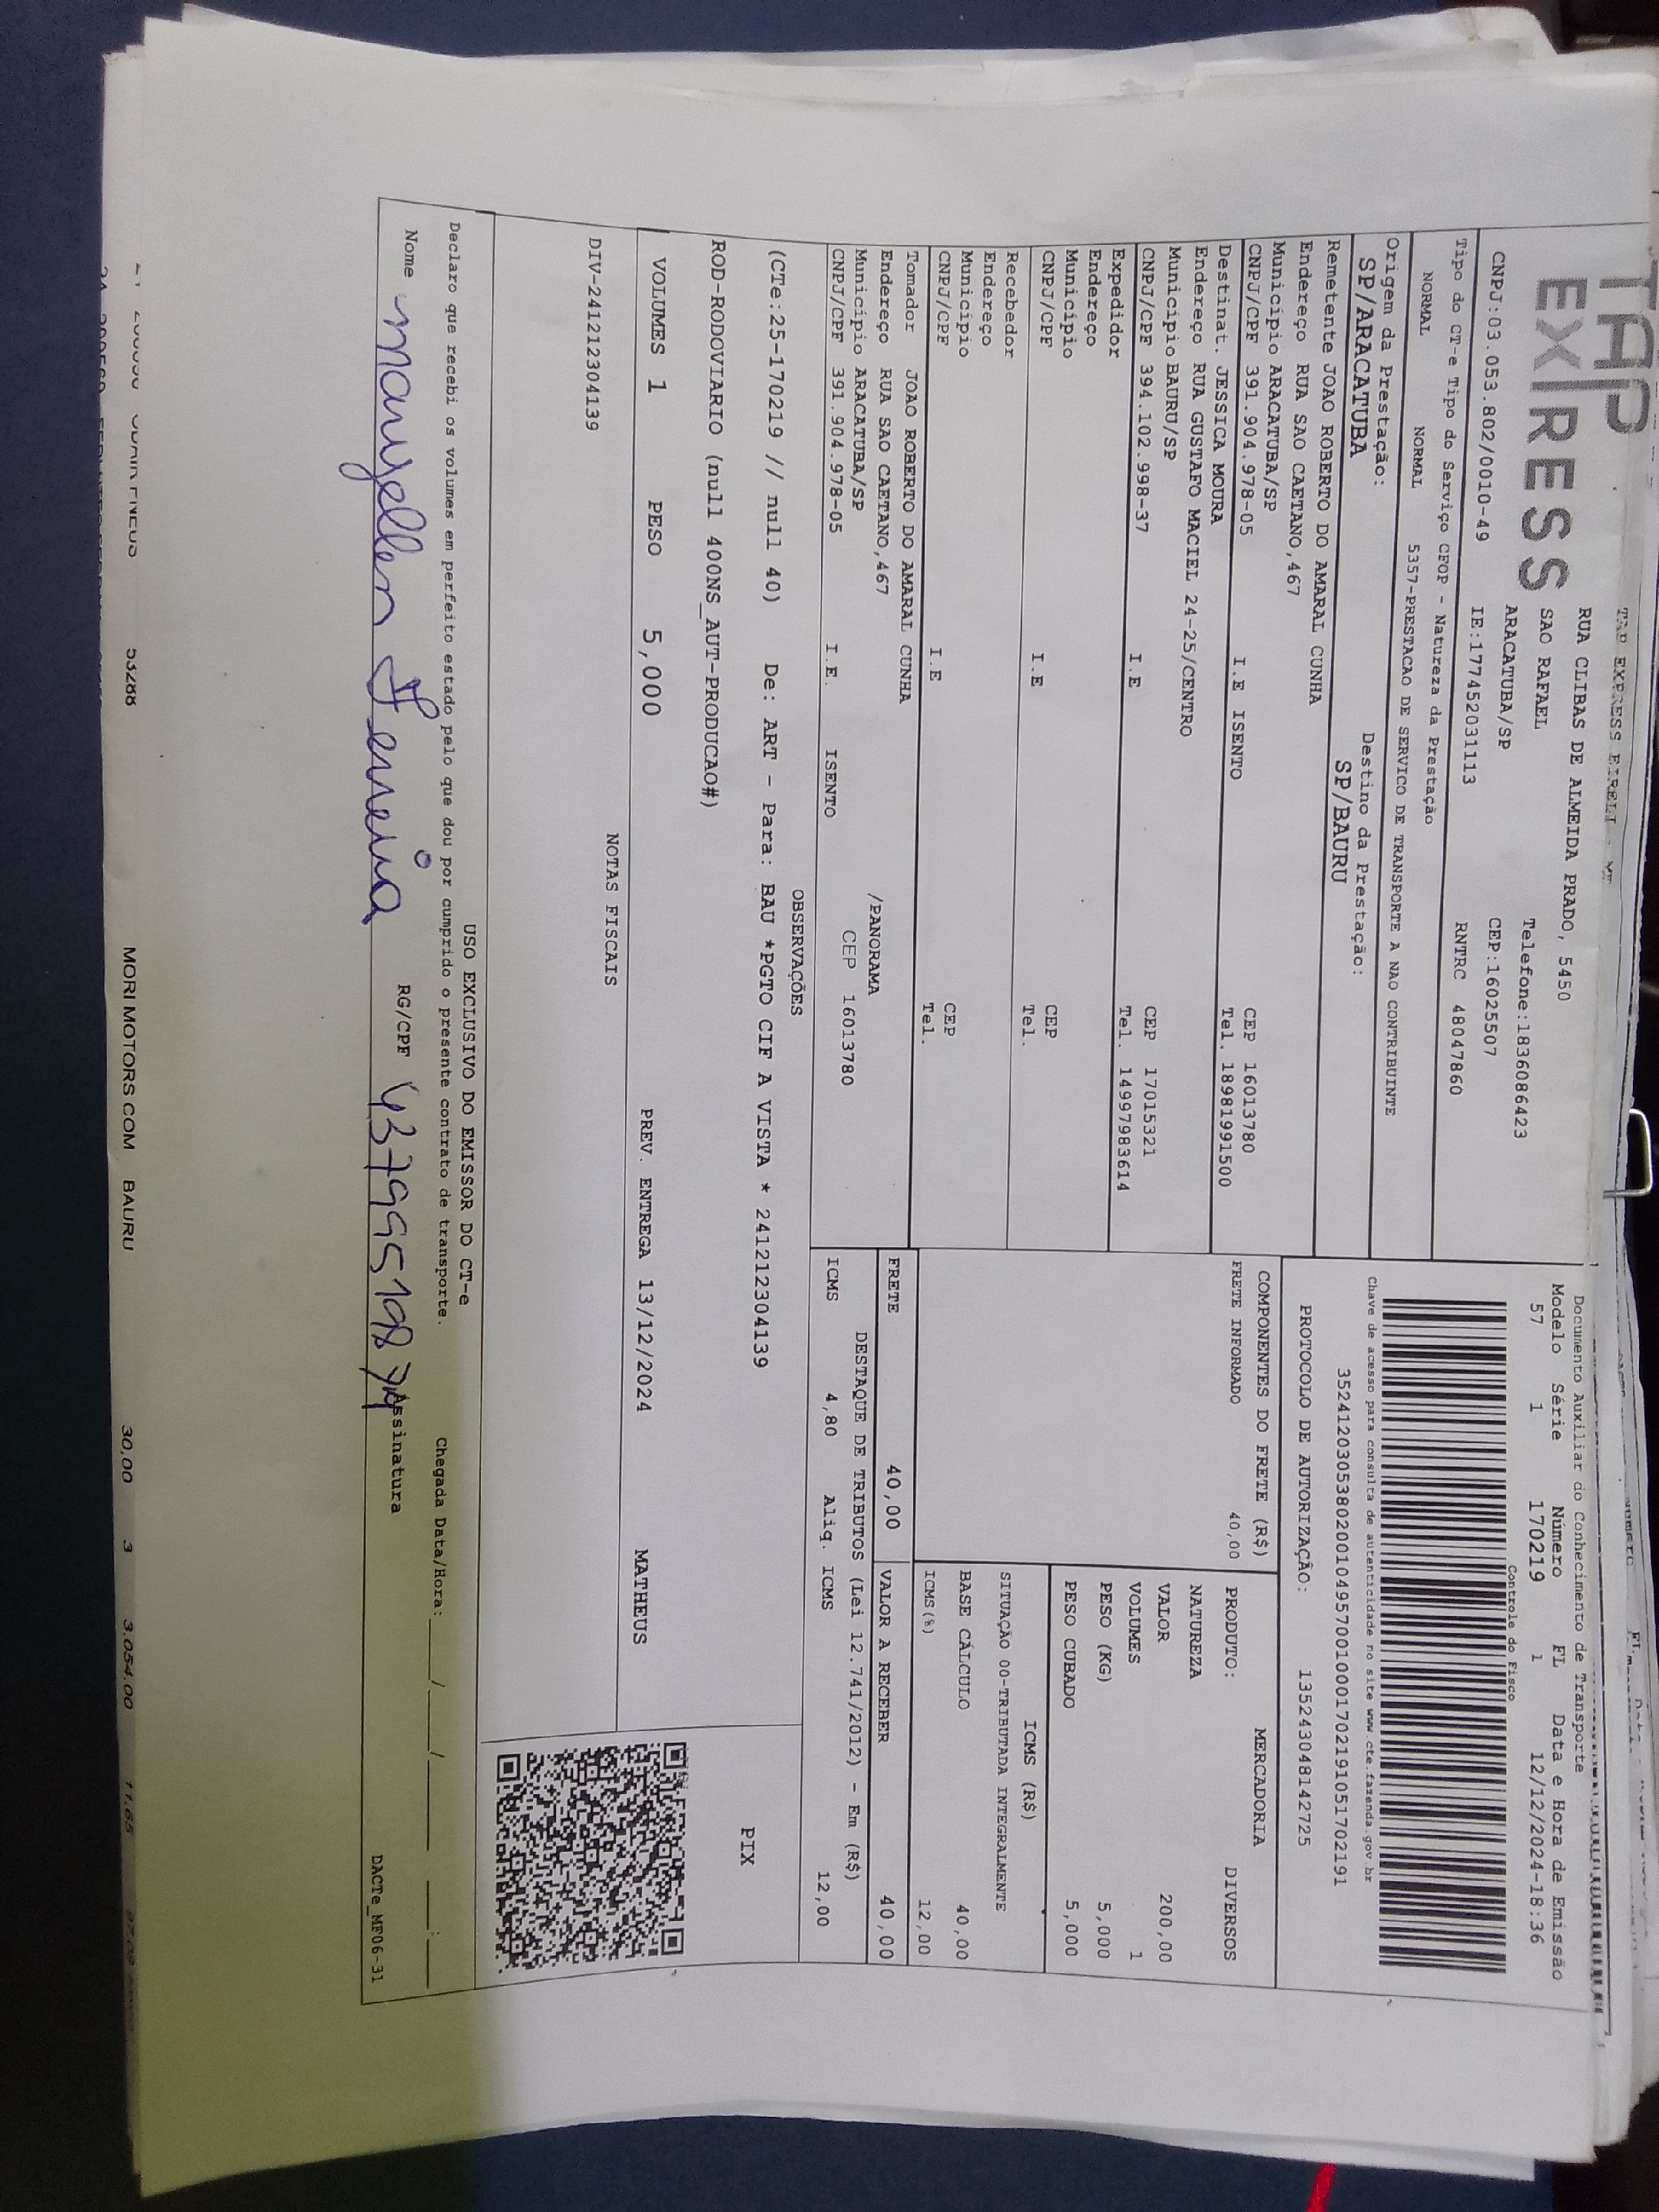 TAP EXPRESS EIRELI - ME
TAP
EXPRESS
RUA CLIBAS DE ALMEIDA PRADO, 5450
SAO RAFAEL
Telefone:1836086423
ARACATUBA/SP
CEP:16025507
CNPJ:03.053.802/0010-49
IE:177452031113
RNTRC 48047860
Documento Auxiliar do Conhecimento de Transporte
Modelo Série Número FL Data e Hora de Emissão
57 1 170219 1 12/12/2024-18:36
Controle do Fisco
Chave de acesso para consulta de autenticidade no site www.cte.fazenda.gov.br
35241203053802001049570010001702191051702191
PROTOCOLO DE AUTORIZAÇÃO: 135243048142725
Tipo do CT-e Tipo do Serviço CFOP - Natureza da Prestação
NORMAL NORMAL 5357-PRESTACAO DE SERVICO DE TRANSPORTE A NAO CONTRIBUINTE
Origem da Prestação: Destino da Prestação:
SP/ARACATUBA SP/BAURU
Remetente JOAO ROBERTO DO AMARAL CUNHA
Endereço RUA SAO CAETANO,467
Município ARACATUBA/SP CEP 16013780
CNPJ/CPF 391.904.978-05 I.E ISENTO Tel. 18981991500
Destinat. JESSICA MOURA
Endereço RUA GUSTAFO MACIEL 24-25/CENTRO
Município BAURU/SP CEP 17015321
CNPJ/CPF 394.102.998-37 I.E Tel. 14997983614
Expedidor
Endereço
Município CEP
CNPJ/CPF I.E Tel.
Recebedor
Endereço
Município CEP
CNPJ/CPF I.E Tel.
Tomador JOAO ROBERTO DO AMARAL CUNHA
Endereço RUA SAO CAETANO,467 /PANORAMA
Município ARACATUBA/SP CEP 16013780
CNPJ/CPF 391.904.978-05 I.E. ISENTO
COMPONENTES DO FRETE (R$)
FRETE INFORMADO 40,00
MERCADORIA
PRODUTO: DIVERSOS
NATUREZA
VALOR 200,00
VOLUMES 1
PESO (KG) 5,000
PESO CUBADO 5,000
ICMS (R$)
SITUAÇÃO 00-TRIBUTADA INTEGRALMENTE
BASE CÁLCULO 40,00
ICMS(%) 12,00
FRETE 40,00 VALOR A RECEBER 40,00
DESTAQUE DE TRIBUTOS (Lei 12.741/2012) - Em (R$)
ICMS 4,80 Aliq. ICMS 12,00
OBSERVAÇÕES
(CTe:25-170219 // null 40) De: ART - Para: BAU *PGTO CIF A VISTA * 241212304139
ROD-RODOVIARIO (null 400NS_AUT-PRODUCAO#)
PIX
VOLUMES 1 PESO 5,000 PREV. ENTREGA 13/12/2024 MATHEUS
NOTAS FISCAIS
DIV-241212304139
USO EXCLUSIVO DO EMISSOR DO CT-e
Declaro que recebi os volumes em perfeito estado pelo que dou por cumprido o presente contrato de transporte. Chegada Data/Hora: ____/____/____ ____:____
Nome Ferreira RG/CPF Assinatura
DACTe_MF06-31
53288 MORI MOTORS COM BAURU 30,00 3 3.054,00